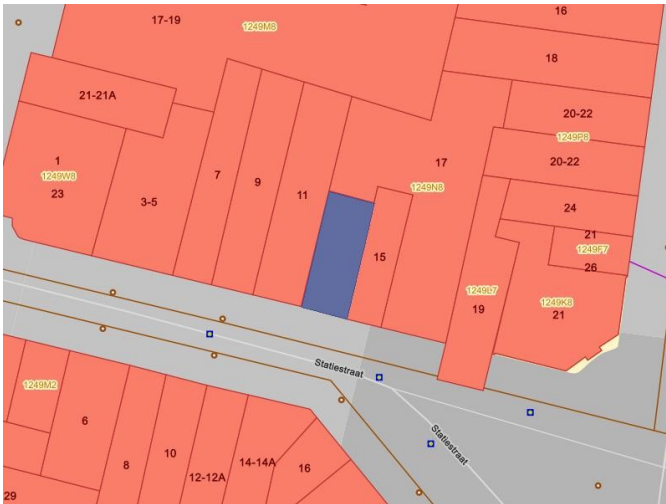 16
17-19
1249M8
18
21-21A
20-22
1249P8
17
20-22
1
1249W8
23
7
9
11
3-5
1249N8
24
21
1249F7
26
15
1249L7
19
1249K8
21
Statiestraat
1249M2
6
8
10
12-12A
14-14A
16
Statiestraat
29